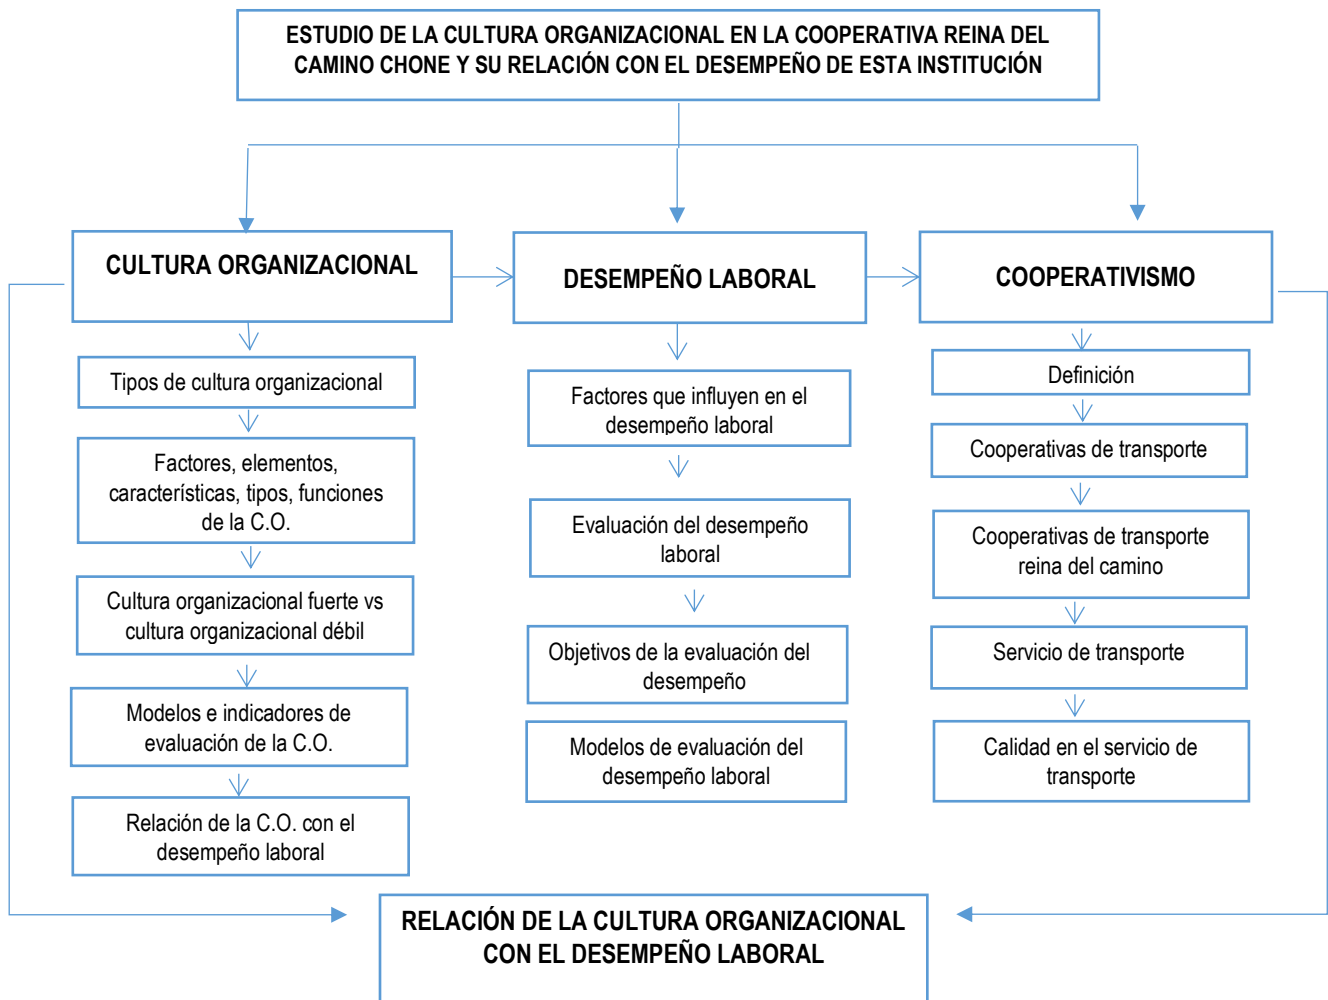 ESTUDIO DE LA CULTURA ORGANIZACIONAL EN LA COOPERATIVA REINA DEL
CAMINO CHONE Y SU RELACIÓN CON EL DESEMPEÑO DE ESTA INSTITUCIÓN
CULTURA ORGANIZACIONAL
Tipos de cultura organizacional
Factores, elementos,
características, tipos, funciones
de la C.O.
Cultura organizacional fuerte vs
cultura organizacional débil
Modelos e indicadores de
evaluación de la C.O.
Relación de la C.O. con el
desempeño laboral
DESEMPEÑO LABORAL
Factores que influyen en el
desempeño laboral
Evaluación del desempeño
laboral
Objetivos de la evaluación del
desempeño
Modelos de evaluación del
desempeño laboral
COOPERATIVISMO
Definición
Cooperativas de transporte
Cooperativas de transporte
reina del camino
Servicio de transporte
Calidad en el servicio de
transporte
RELACIÓN DE LA CULTURA ORGANIZACIONAL
CON EL DESEMPEÑO LABORAL